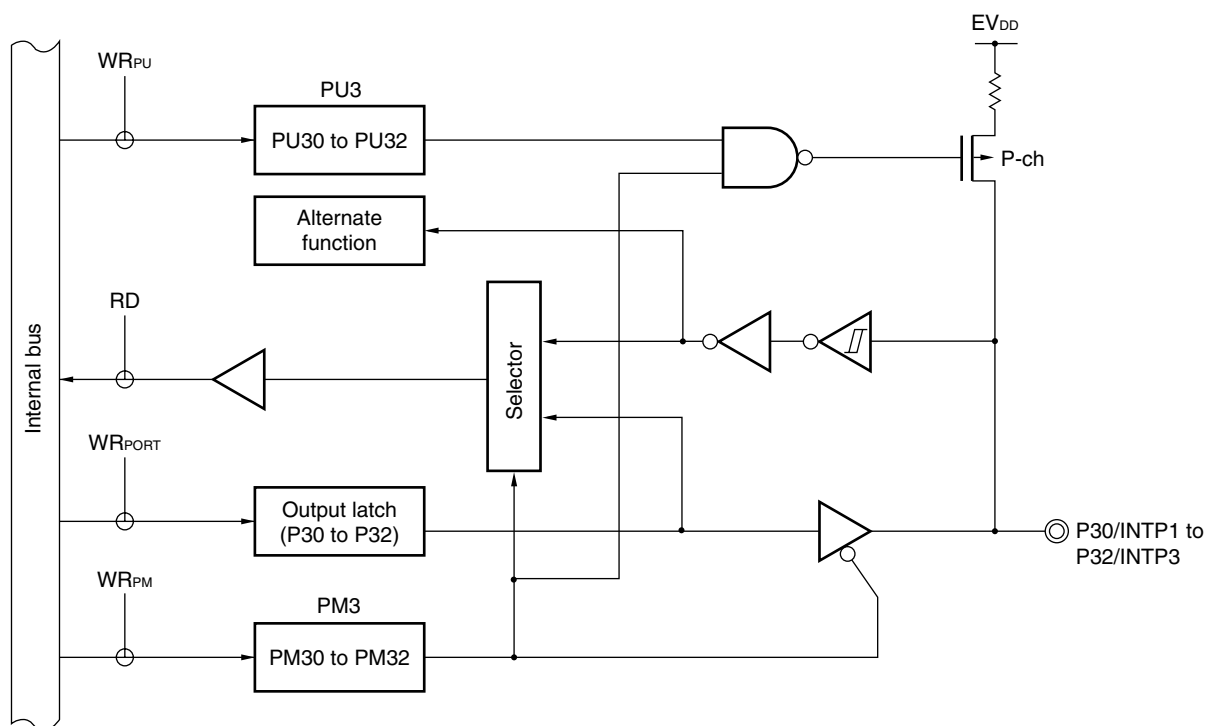 EVDD
WRPU
PU3
PU30 to PU32
P-ch
Alternate
function
RD
Internal bus
Selector
WRPORT
Output latch
(P30 to P32)
P30/INTP1 to
P32/INTP3
WRPM
PM3
PM30 to PM32